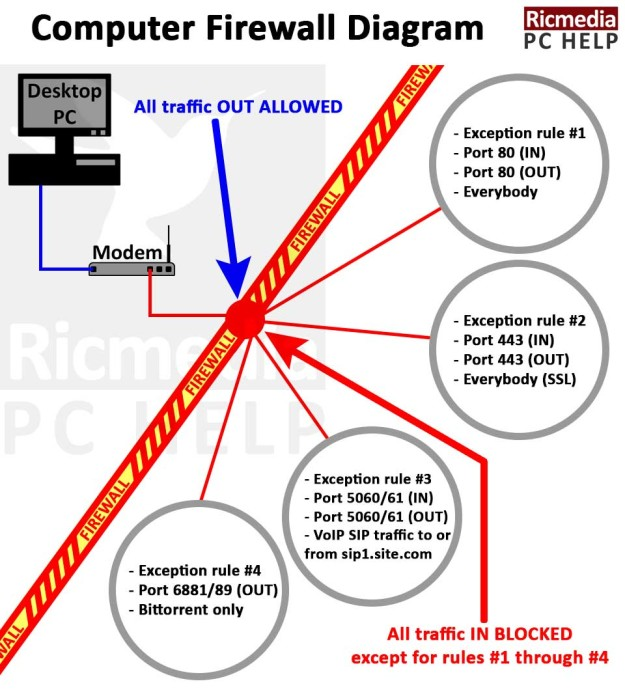 Computer Firewall Diagram
Ricmedia
PC HELP
Desktop
PC
All traffic OUT ALLOWED
FIREWALL
- Exception rule #1
- Port 80 (IN)
- Port 80 (OUT)
- Everybody
FIREWALL
Modem
- Exception rule #2
- Port 443 (IN)
- Port 443 (OUT)
- Everybody (SSL)
Ricmedia
PC HELP
FIREWALL
- Exception rule #3
- Port 5060/61 (IN)
- Port 5060/61 (OUT)
- VoIP SIP traffic to or
from sip1.site.com
FIREWALL
- Exception rule #4
- Port 6881/89 (OUT)
- Bittorrent only
WALL
All traffic IN BLOCKED
except for rules #1 through #4